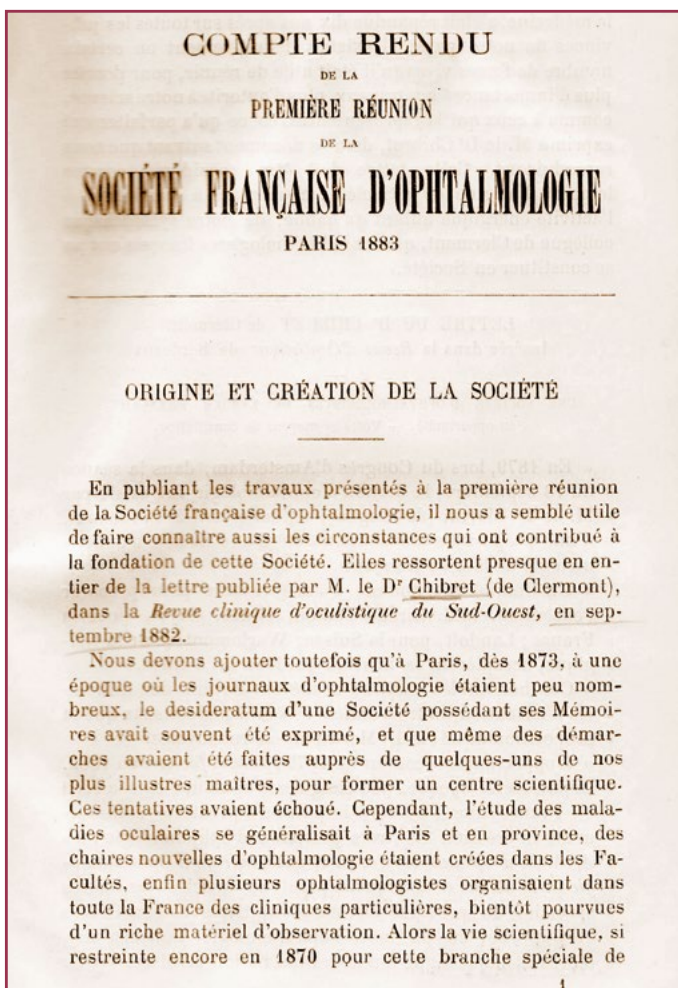 COMPTE RENDU
DE LA
PREMIÈRE RÉUNION
DE LA
SOCIÉTÉ FRANÇAISE D'OPHTALMOLOGIE
PARIS 1883
ORIGINE ET CRÉATION DE LA SOCIÉTÉ
En publiant les travaux présentés à la première réunion
de la Société française d'ophtalmologie, il nous a semblé utile
de faire connaître aussi les circonstances qui ont contribué à
la fondation de cette Société. Elles ressortent presque en en-
tier de la lettre publiée par M. le Dr Chibret (de Clermont),
dans la Revue clinique d'oculistique du Sud-Ouest, en sep-
tembre 1882.
Nous devons ajouter toutefois qu'à Paris, dès 1873, à une
époque où les journaux d'ophtalmologie étaient peu nom-
breux, le desideratum d'une Société possédant ses Mémoi-
res avait souvent été exprimé, et que même des démar-
ches avaient été faites auprès de quelques-uns de nos
plus illustres maîtres, pour former un centre scientifique.
Ces tentatives avaient échoué. Cependant, l'étude des mala-
dies oculaires se généralisait à Paris et en province, des
chaires nouvelles d'ophtalmologie étaient créées dans les Fa-
cultés, enfin plusieurs ophtalmologistes organisaient dans
toute la France des cliniques particulières, bientôt pourvues
d'un riche matériel d'observation. Alors la vie scientifique, si
restreinte encore en 1870 pour cette branche spéciale de
1